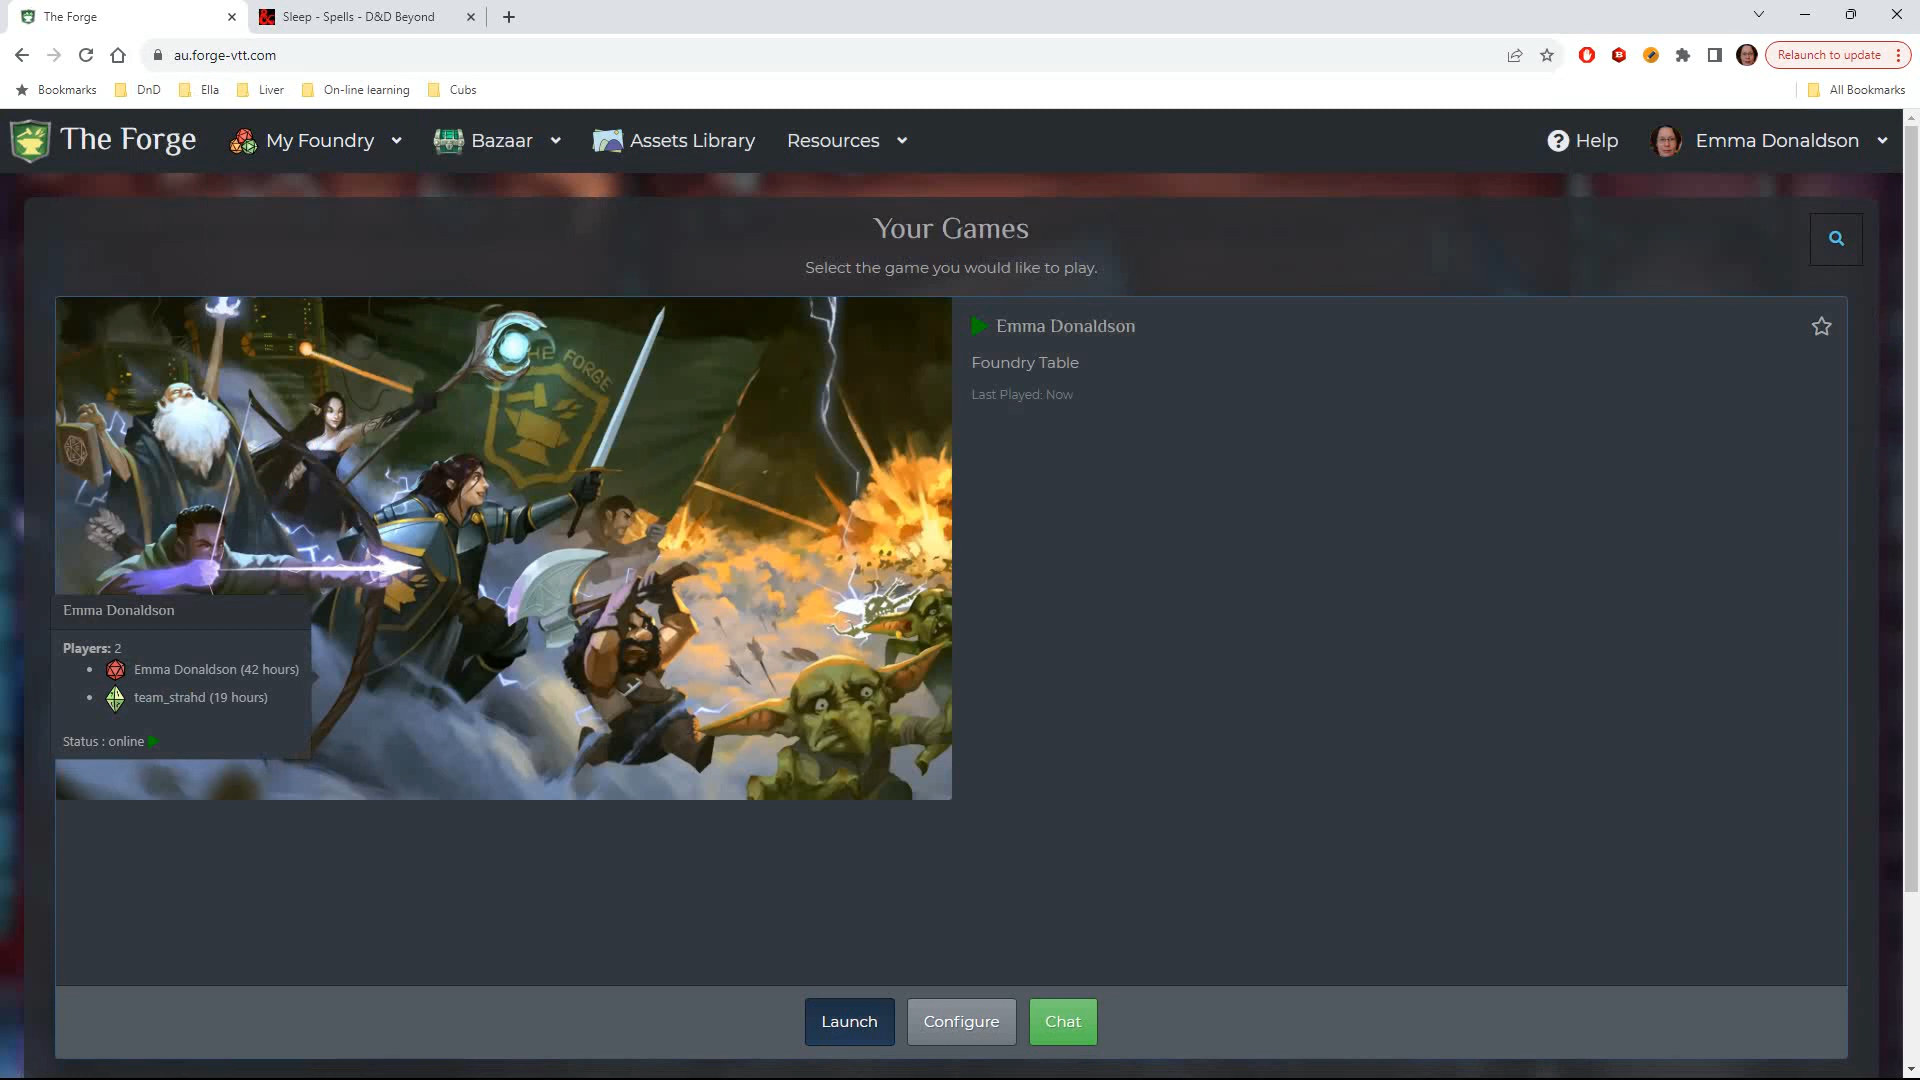 The Forge
Sleep - Spells - D&D Beyond
au.forge-vtt.com
Relaunch to update
Bookmarks
DnD
Ella
Liver
On-line learning
Cubs
All Bookmarks
The Forge
My Foundry
Bazaar
Assets Library
Resources
Help
Emma Donaldson
Your Games
Select the game you would like to play.
THE FORGE
Emma Donaldson
Foundry Table
Last Played: Now
Emma Donaldson
Players: 2
Emma Donaldson (42 hours)
team_strahd (19 hours)
Status : online
Launch
Configure
Chat